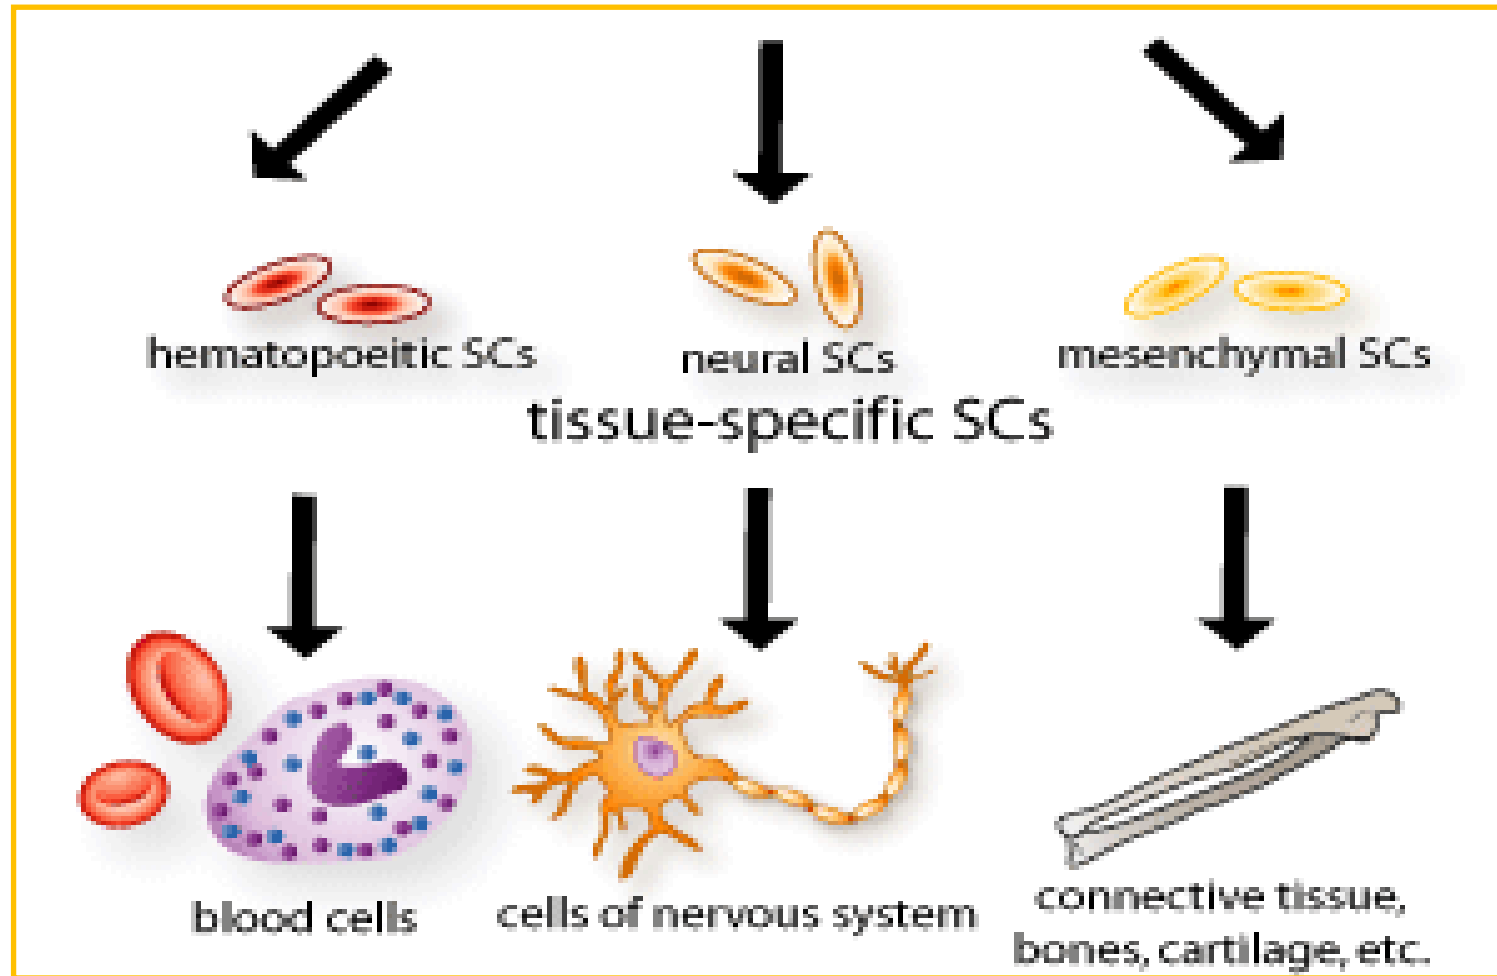 hematopoeitic SCs
neural SCs
mesenchymal SCs
tissue-specific SCs
blood cells
cells of nervous system
connective tissue,
bones, cartilage, etc.